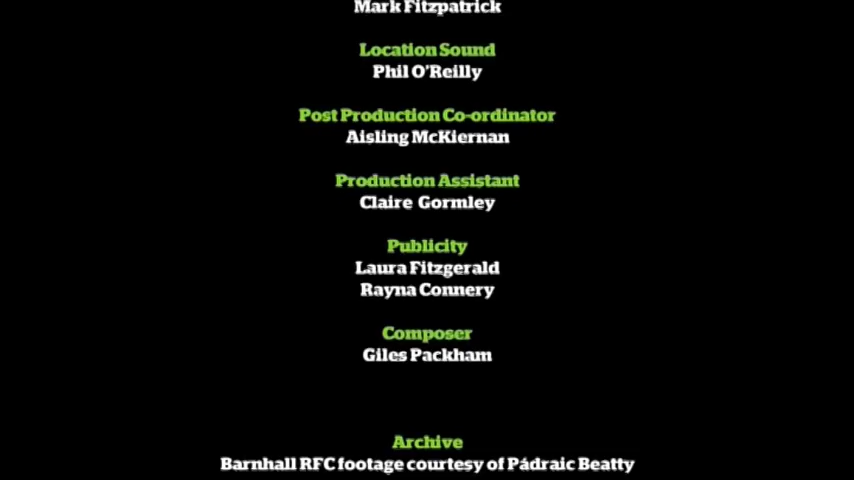 Mark Fitzpatrick
Location Sound
Phil O'Reilly
Post Production Co-ordinator
Aisling McKiernan
Production Assistant
Claire Gormley
Publicity
Laura Fitzgerald
Rayna Connery
Composer
Giles Packham
Archive
Barnhall RFC footage courtesy of Pádraic Beatty